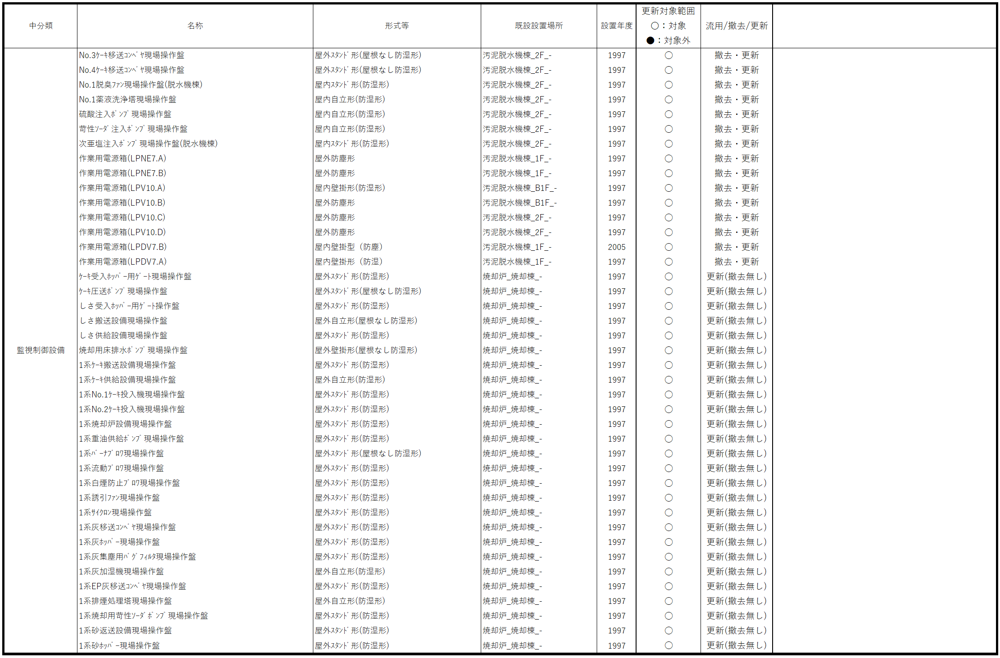 中分類 名称 形式等 既設設置場所 設置年度 更新対象範囲 ○：対象 ●：対象外 流用/撤去/更新
No.3ｹｰｷ移送ｺﾝﾍﾞﾔ現場操作盤 屋外ｽﾀﾝﾄﾞ形(屋根なし防湿形) 汚泥脱水機棟_2F_- 1997 ○ 撤去・更新
No.4ｹｰｷ移送ｺﾝﾍﾞﾔ現場操作盤 屋外ｽﾀﾝﾄﾞ形(屋根なし防湿形) 汚泥脱水機棟_2F_- 1997 ○ 撤去・更新
No.1脱臭ﾌｧﾝ現場操作盤(脱水機棟) 屋内ｽﾀﾝﾄﾞ形(防湿形) 汚泥脱水機棟_2F_- 1997 ○ 撤去・更新
No.1薬液洗浄塔現場操作盤 屋内自立形(防湿形) 汚泥脱水機棟_2F_- 1997 ○ 撤去・更新
硫酸注入ﾎﾟﾝﾌﾟ現場操作盤 屋内自立形(防湿形) 汚泥脱水機棟_2F_- 1997 ○ 撤去・更新
苛性ｿｰﾀﾞ注入ﾎﾟﾝﾌﾟ現場操作盤 屋内自立形(防湿形) 汚泥脱水機棟_2F_- 1997 ○ 撤去・更新
次亜塩注入ﾎﾟﾝﾌﾟ現場操作盤(脱水機棟) 屋内ｽﾀﾝﾄﾞ形(防湿形) 汚泥脱水機棟_2F_- 1997 ○ 撤去・更新
作業用電源箱(LPNE7.A) 屋外防塵形 汚泥脱水機棟_1F_- 1997 ○ 撤去・更新
作業用電源箱(LPNE7.B) 屋外防塵形 汚泥脱水機棟_1F_- 1997 ○ 撤去・更新
作業用電源箱(LPV10.A) 屋内壁掛形(防湿形) 汚泥脱水機棟_B1F_- 1997 ○ 撤去・更新
作業用電源箱(LPV10.B) 屋外防塵形 汚泥脱水機棟_B1F_- 1997 ○ 撤去・更新
作業用電源箱(LPV10.C) 屋外防塵形 汚泥脱水機棟_2F_- 1997 ○ 撤去・更新
作業用電源箱(LPV10.D) 屋外防塵形 汚泥脱水機棟_2F_- 1997 ○ 撤去・更新
作業用電源箱(LPDV7.B) 屋内壁掛型（防塵） 汚泥脱水機棟_1F_- 2005 ○ 撤去・更新
作業用電源箱(LPDV7.A) 屋内壁掛形（防湿） 汚泥脱水機棟_1F_- 1997 ○ 撤去・更新
ｹｰｷ受入ﾎｯﾊﾟｰ用ｹﾞｰﾄ現場操作盤 屋外ｽﾀﾝﾄﾞ形(防湿形) 焼却炉_焼却棟_- 1997 ○ 更新(撤去無し)
ｹｰｷ圧送ﾎﾟﾝﾌﾟ現場操作盤 屋外ｽﾀﾝﾄﾞ形(屋根なし防湿形) 焼却炉_焼却棟_- 1997 ○ 更新(撤去無し)
しさ受入ﾎｯﾊﾟｰ用ｹﾞｰﾄ操作盤 屋外ｽﾀﾝﾄﾞ形(防湿形) 焼却炉_焼却棟_- 1997 ○ 更新(撤去無し)
しさ搬送設備現場操作盤 屋外自立形(屋根なし防湿形) 焼却炉_焼却棟_- 1997 ○ 更新(撤去無し)
しさ供給設備現場操作盤 屋外ｽﾀﾝﾄﾞ形(防湿形) 焼却炉_焼却棟_- 1997 ○ 更新(撤去無し)
監視制御設備 焼却用床排水ﾎﾟﾝﾌﾟ現場操作盤 屋外壁掛形(屋根なし防湿形) 焼却炉_焼却棟_- 1997 ○ 更新(撤去無し)
1系ｹｰｷ搬送設備現場操作盤 屋外ｽﾀﾝﾄﾞ形(防湿形) 焼却炉_焼却棟_- 1997 ○ 更新(撤去無し)
1系ｹｰｷ供給設備現場操作盤 屋外自立形(防湿形) 焼却炉_焼却棟_- 1997 ○ 更新(撤去無し)
1系No.1ｹｰｷ投入機現場操作盤 屋外ｽﾀﾝﾄﾞ形(防湿形) 焼却炉_焼却棟_- 1997 ○ 更新(撤去無し)
1系No.2ｹｰｷ投入機現場操作盤 屋外ｽﾀﾝﾄﾞ形(防湿形) 焼却炉_焼却棟_- 1997 ○ 更新(撤去無し)
1系焼却炉設備現場操作盤 屋外ｽﾀﾝﾄﾞ形(防湿形) 焼却炉_焼却棟_- 1997 ○ 更新(撤去無し)
1系重油供給ﾎﾟﾝﾌﾟ現場操作盤 屋外ｽﾀﾝﾄﾞ形(防湿形) 焼却炉_焼却棟_- 1997 ○ 更新(撤去無し)
1系ﾊﾞｰﾅﾌﾞﾛﾜ現場操作盤 屋外ｽﾀﾝﾄﾞ形(屋根なし防湿形) 焼却炉_焼却棟_- 1997 ○ 更新(撤去無し)
1系流動ﾌﾞﾛﾜ現場操作盤 屋外ｽﾀﾝﾄﾞ形(防湿形) 焼却炉_焼却棟_- 1997 ○ 更新(撤去無し)
1系白煙防止ﾌﾞﾛﾜ現場操作盤 屋外ｽﾀﾝﾄﾞ形(防湿形) 焼却炉_焼却棟_- 1997 ○ 更新(撤去無し)
1系誘引ﾌｧﾝ現場操作盤 屋外ｽﾀﾝﾄﾞ形(防湿形) 焼却炉_焼却棟_- 1997 ○ 更新(撤去無し)
1系ｻｲｸﾛﾝ現場操作盤 屋外ｽﾀﾝﾄﾞ形(防湿形) 焼却炉_焼却棟_- 1997 ○ 更新(撤去無し)
1系灰移送ｺﾝﾍﾞﾔ現場操作盤 屋外ｽﾀﾝﾄﾞ形(防湿形) 焼却炉_焼却棟_- 1997 ○ 更新(撤去無し)
1系灰ﾎｯﾊﾟｰ現場操作盤 屋外ｽﾀﾝﾄﾞ形(防湿形) 焼却炉_焼却棟_- 1997 ○ 更新(撤去無し)
1系灰集塵用ﾊﾞｸﾞﾌｨﾙﾀ現場操作盤 屋外ｽﾀﾝﾄﾞ形(防湿形) 焼却炉_焼却棟_- 1997 ○ 更新(撤去無し)
1系灰加湿機現場操作盤 屋外自立形(防湿形) 焼却炉_焼却棟_- 1997 ○ 更新(撤去無し)
1系EP灰移送ｺﾝﾍﾞﾔ現場操作盤 屋外ｽﾀﾝﾄﾞ形(防湿形) 焼却炉_焼却棟_- 1997 ○ 更新(撤去無し)
1系排煙処理塔現場操作盤 屋外自立形(防湿形) 焼却炉_焼却棟_- 1997 ○ 更新(撤去無し)
1系焼却用苛性ｿｰﾀﾞﾎﾟﾝﾌﾟ現場操作盤 屋外ｽﾀﾝﾄﾞ形(防湿形) 焼却炉_焼却棟_- 1997 ○ 更新(撤去無し)
1系砂返送設備現場操作盤 屋外ｽﾀﾝﾄﾞ形(防湿形) 焼却炉_焼却棟_- 1997 ○ 更新(撤去無し)
1系砂ﾎｯﾊﾟｰ現場操作盤 屋外ｽﾀﾝﾄﾞ形(防湿形) 焼却炉_焼却棟_- 1997 ○ 更新(撤去無し)